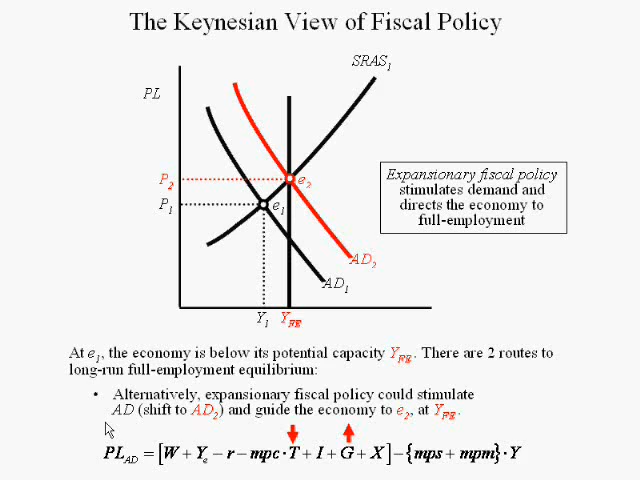 The Keynesian View of Fiscal Policy
SRAS1
PL
P2
e2
P1
e1
Expansionary fiscal policy
stimulates demand and
directs the economy to
full-employment
AD2
AD1
Y1
YFE
At e1, the economy is below its potential capacity YFE. There are 2 routes to
long-run full-employment equilibrium:
• Alternatively, expansionary fiscal policy could stimulate
AD (shift to AD2) and guide the economy to e2, at YFE.
PLAD = [W + Ye − r − mpc · T + I + G + X] − {mps + mpm} · Y